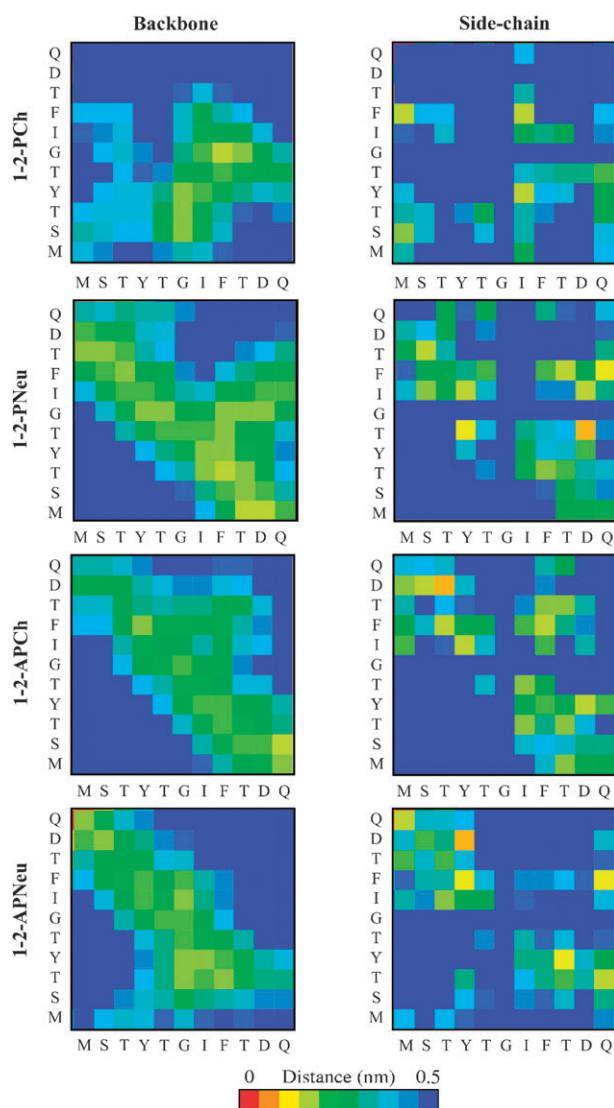 Backbone Side-chain
1-2-PCh
Q Q
D D
T T
F F
I I
G G
T T
Y Y
T T
S S
M M
M S T Y T G I F T D Q M S T Y T G I F T D Q
1-2-PNeu
Q Q
D D
T T
F F
I I
G G
T T
Y Y
T T
S S
M M
M S T Y T G I F T D Q M S T Y T G I F T D Q
1-2-APCh
Q Q
D D
T T
F F
I I
G G
T T
Y Y
T T
S S
M M
M S T Y T G I F T D Q M S T Y T G I F T D Q
1-2-APNeu
Q Q
D D
T T
F F
I I
G G
T T
Y Y
T T
S S
M M
M S T Y T G I F T D Q M S T Y T G I F T D Q
0 Distance (nm) 0.5